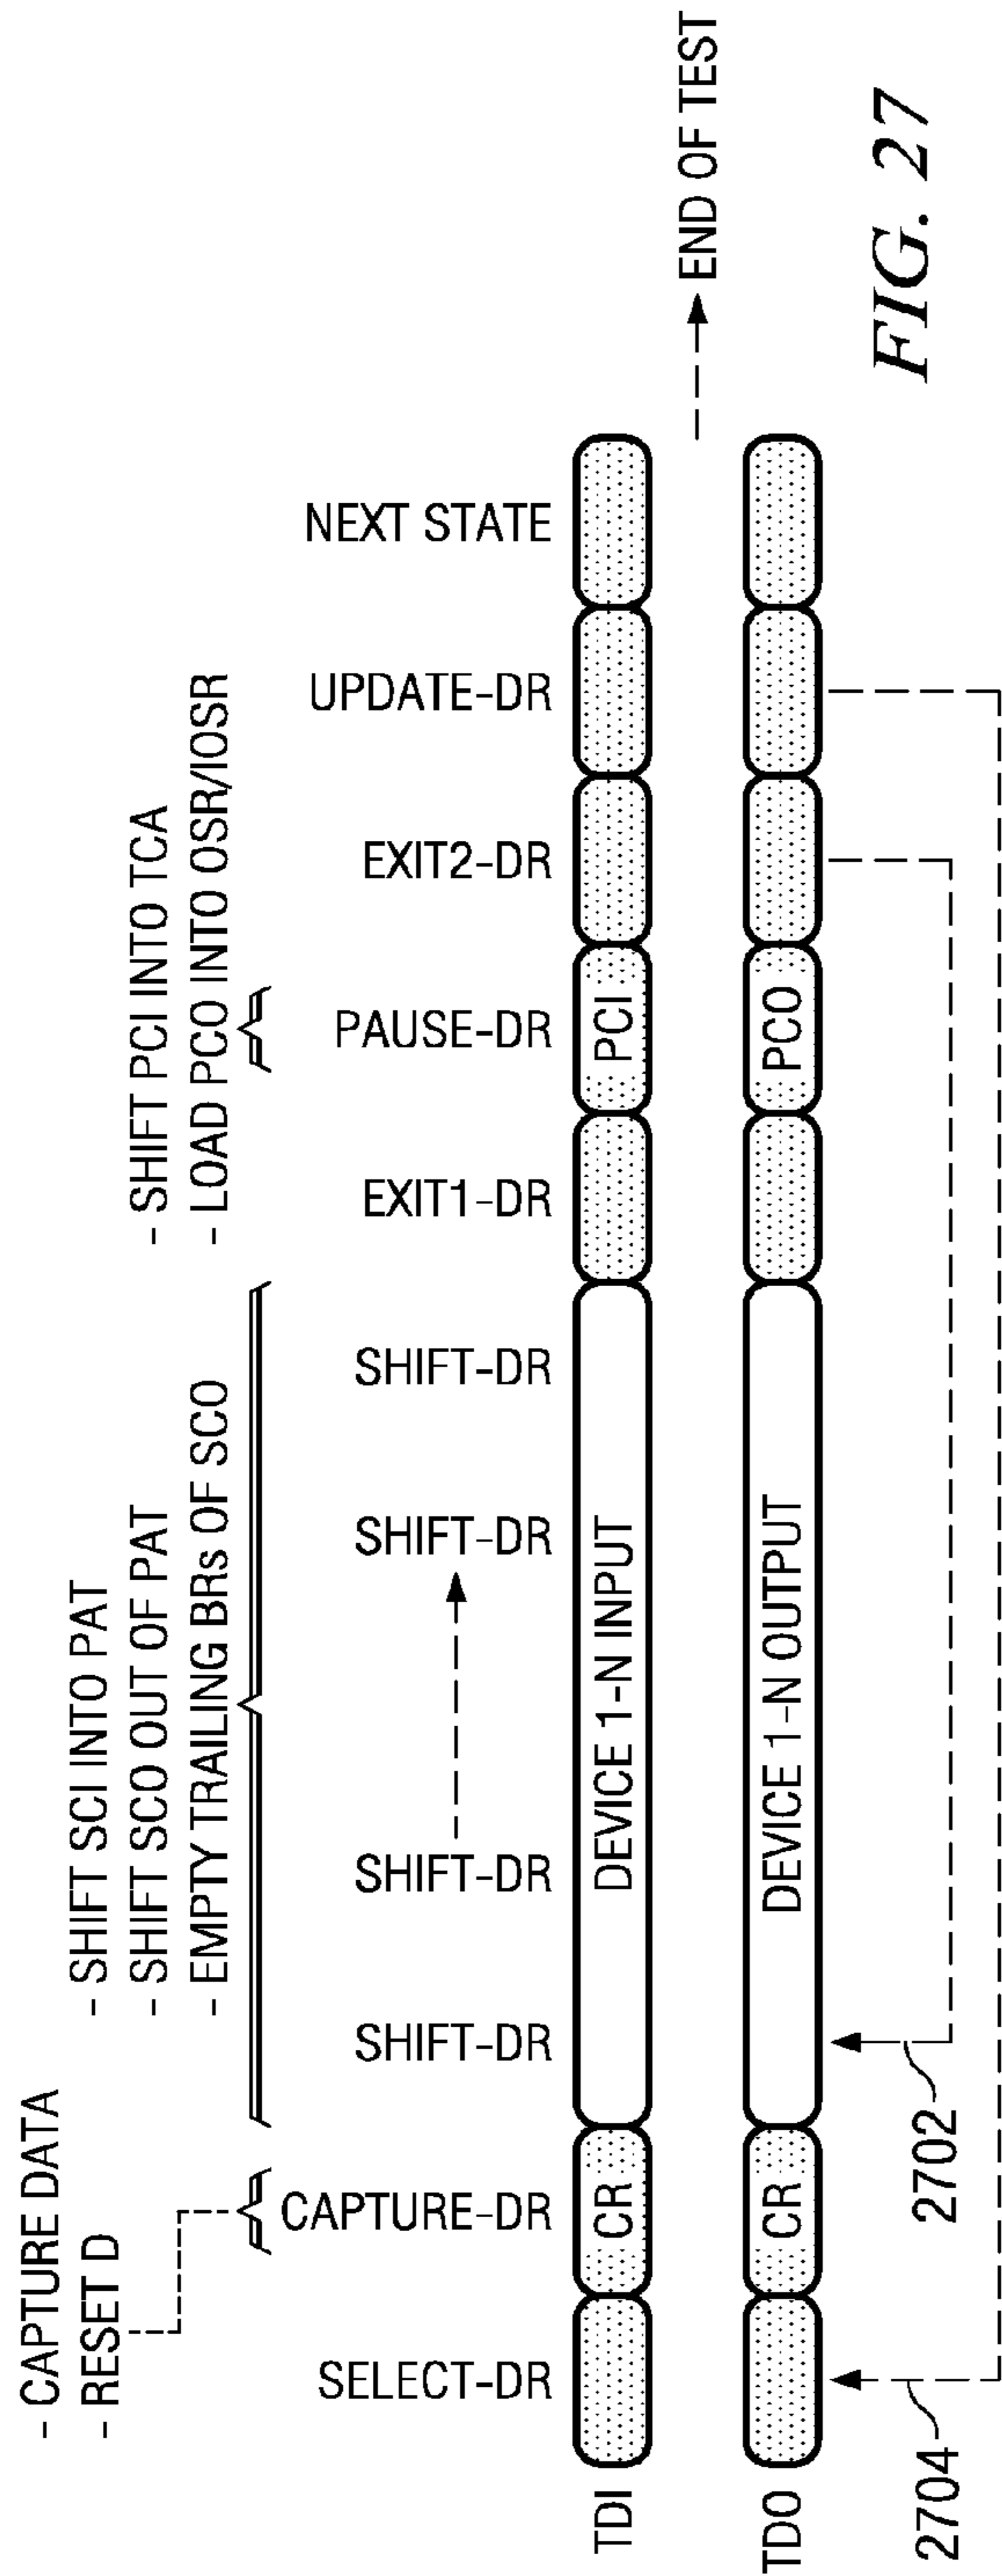 - CAPTURE DATA
- RESET D
- SHIFT SCI INTO PAT
- SHIFT SCO OUT OF PAT
- EMPTY TRAILING BRs OF SCO
- SHIFT PCI INTO TCA
- LOAD PCO INTO OSR/IOSR
SELECT-DR
CAPTURE-DR
SHIFT-DR
SHIFT-DR
SHIFT-DR
SHIFT-DR
EXIT1-DR
PAUSE-DR
EXIT2-DR
UPDATE-DR
NEXT STATE
TDI
CR
DEVICE 1-N INPUT
PCI
END OF TEST
TDO
CR
DEVICE 1-N OUTPUT
PCO
2704
2702
FIG. 27